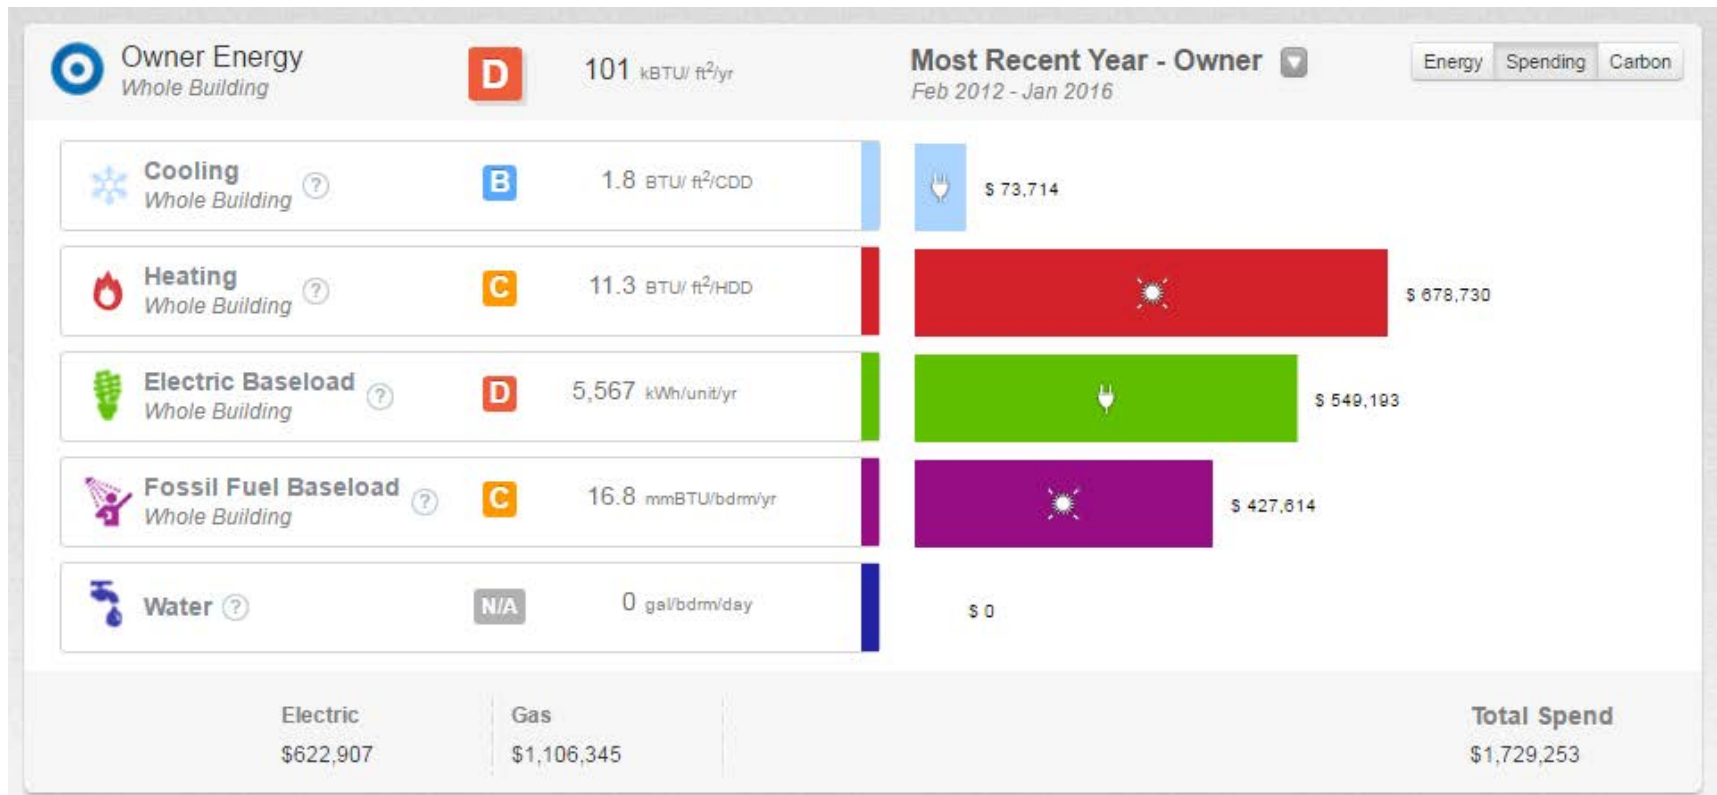 Owner Energy
Whole Building
D
101 kBTU/ ft²/yr
Most Recent Year - Owner
Feb 2012 - Jan 2016
Energy Spending Carbon
Cooling ?
Whole Building
B
1.8 BTU/ ft²/CDD
$ 73,714
Heating ?
Whole Building
C
11.3 BTU/ ft²/HDD
$ 678,730
Electric Baseload ?
Whole Building
D
5,567 kWh/unit/yr
$ 549,193
Fossil Fuel Baseload ?
Whole Building
C
16.8 mmBTU/bdrm/yr
$ 427,614
Water ?
N/A
0 gal/bdrm/day
$ 0
Electric
$622,907
Gas
$1,106,345
Total Spend
$1,729,253